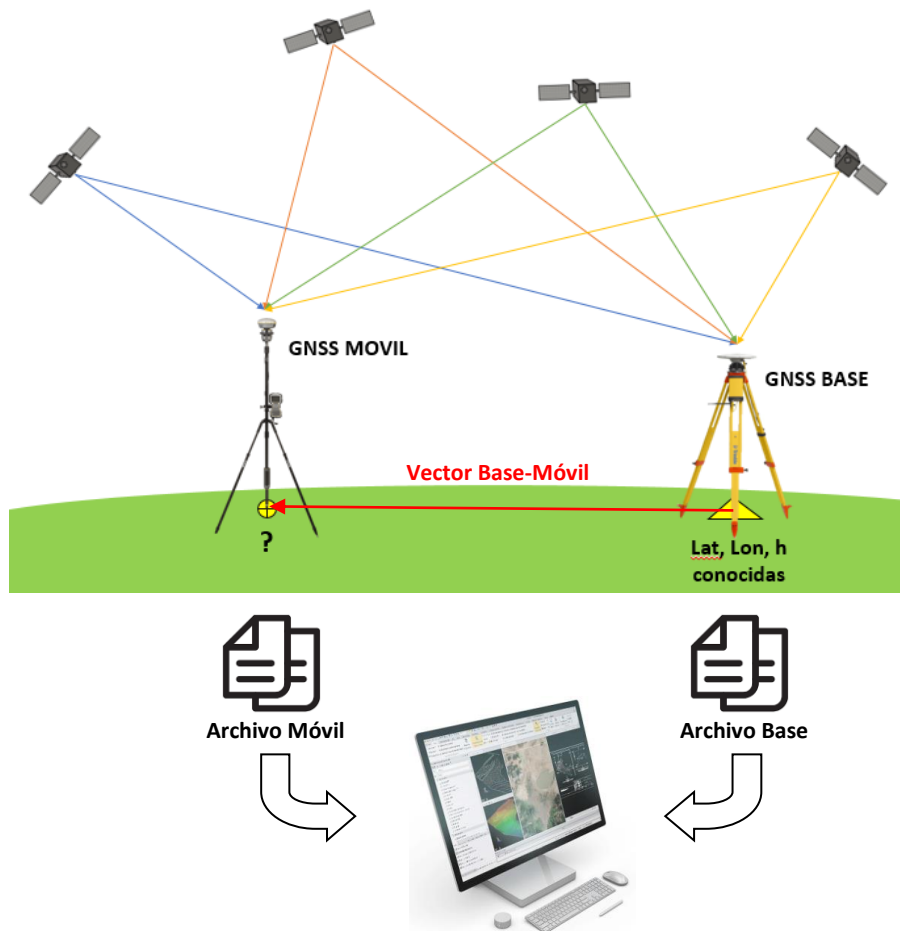 GNSS MOVIL
GNSS BASE
Vector Base-Móvil
?
Lat, Lon, h
conocidas
Archivo Móvil
Archivo Base